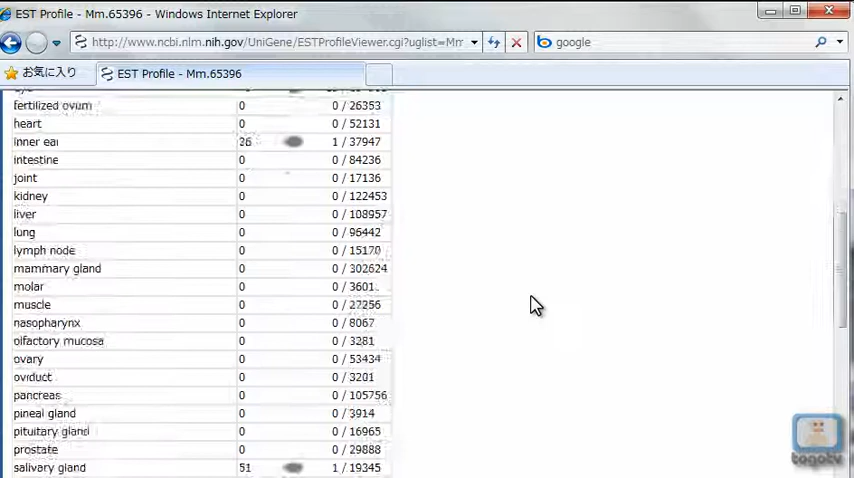 EST Profile - Mm.65396 - Windows Internet Explorer
http://www.ncbi.nlm.nih.gov/UniGene/ESTProfileViewer.cgi?uglist=Mm
google
お気に入り
EST Profile - Mm.65396
fertilized ovum 0 0 / 26353
heart 0 0 / 52131
inner ear 26 1 / 37947
intestine 0 0 / 84236
joint 0 0 / 17136
kidney 0 0 / 122453
liver 0 0 / 108957
lung 0 0 / 96442
lymph node 0 0 / 15170
mammary gland 0 0 / 302624
molar 0 0 / 3601
muscle 0 0 / 27256
nasopharynx 0 0 / 8067
olfactory mucosa 0 0 / 3281
ovary 0 0 / 53434
oviduct 0 0 / 3201
pancreas 0 0 / 105756
pineal gland 0 0 / 3914
pituitary gland 0 0 / 16965
prostate 0 0 / 29888
salivary gland 51 1 / 19345
togotv